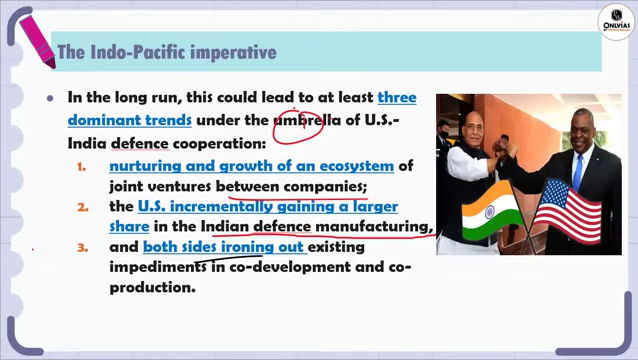 ONLYIAS
The Indo-Pacific imperative
• In the long run, this could lead to at least three
dominant trends under the umbrella of U.S.-
India defence cooperation:
1. nurturing and growth of an ecosystem of
joint ventures between companies;
2. the U.S. incrementally gaining a larger
share in the Indian defence manufacturing,
3. and both sides ironing out existing
impediments in co-development and co-
production.